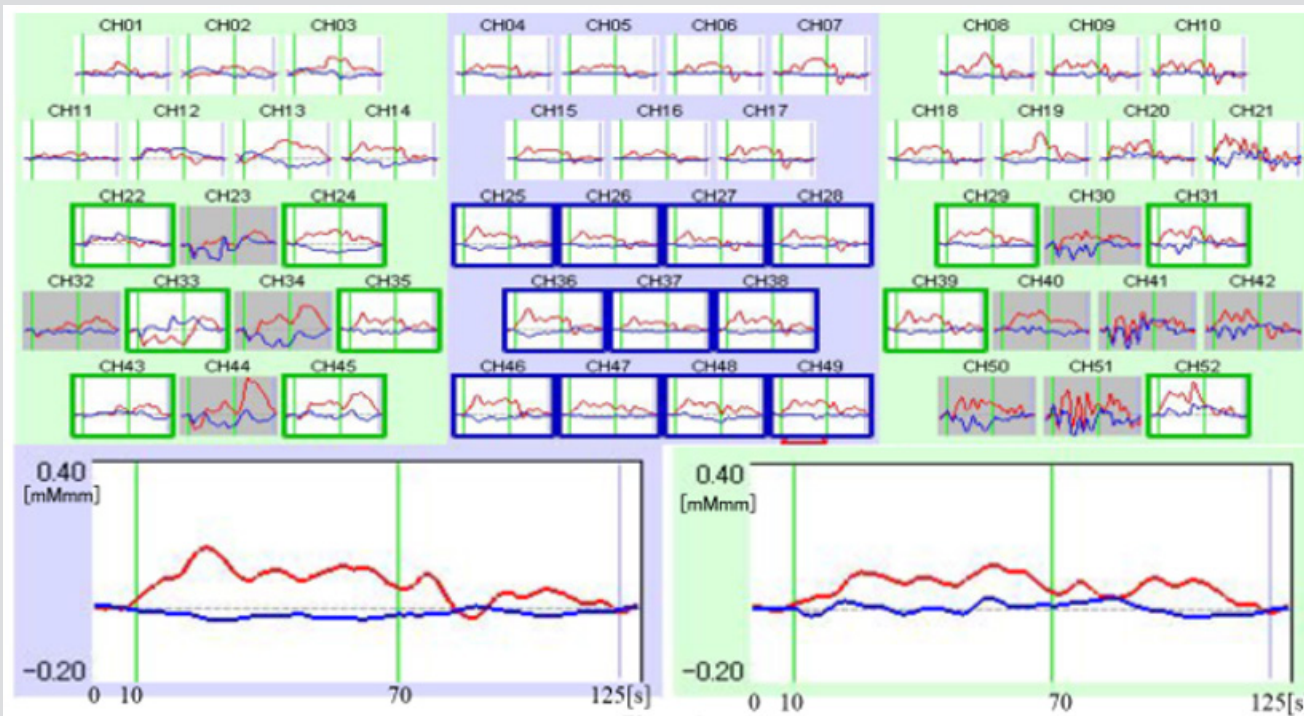 CH01 CH02 CH03 CH04 CH05 CH06 CH07 CH08 CH09 CH10
CH11 CH12 CH13 CH14 CH15 CH16 CH17 CH18 CH19 CH20 CH21
CH22 CH23 CH24 CH25 CH26 CH27 CH28 CH29 CH30 CH31
CH32 CH33 CH34 CH35 CH36 CH37 CH38 CH39 CH40 CH41 CH42
CH43 CH44 CH45 CH46 CH47 CH48 CH49 CH50 CH51 CH52
0.40 0.40
[mMmm] [mMmm]
−0.20 −0.20
0 10 70 125[s] 0 10 70 125[s